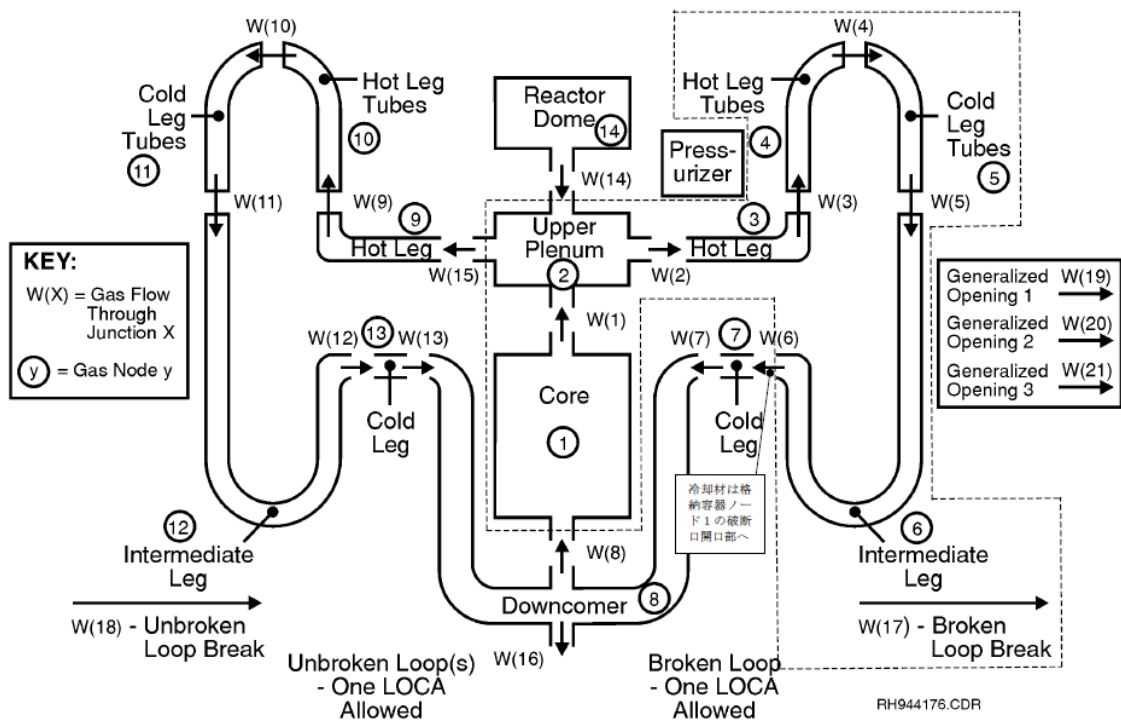 W(10)
Cold
Leg
Tubes
11
Hot Leg
Tubes
10
W(11)
W(9)
9
Hot Leg
W(15)
Reactor
Dome
14
W(14)
Upper
Plenum
2
W(2)
W(1)
Press-
urizer
W(4)
Hot Leg
Tubes
4
Cold
Leg
Tubes
5
3
Hot Leg
W(3)
W(5)
KEY:
W(X) = Gas Flow
Through
Junction X
y = Gas Node y
Generalized W(19)
Opening 1
Generalized W(20)
Opening 2
Generalized W(21)
Opening 3
W(12)
13
W(13)
Cold
Leg
Core
1
W(7)
7
W(6)
Cold
Leg
冷却材は格
納容器ノー
ド1の破断
口開口部へ
12
Intermediate
Leg
W(18) - Unbroken
Loop Break
W(8)
Downcomer
8
W(16)
6
Intermediate
Leg
W(17) - Broken
Loop Break
Unbroken Loop(s)
- One LOCA
Allowed
Broken Loop
- One LOCA
Allowed
RH944176.CDR